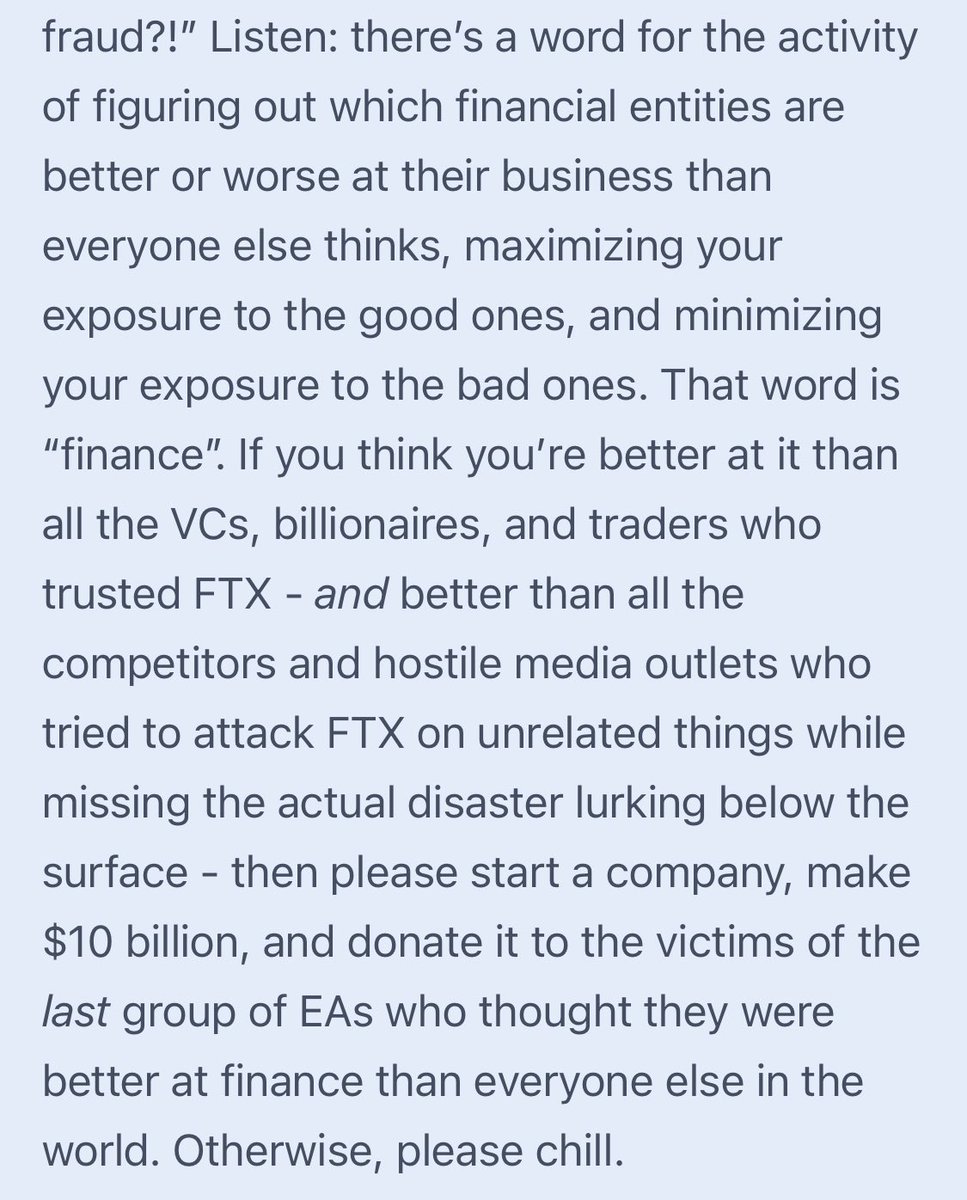 fraud?!” Listen: there’s a word for the activity
of figuring out which financial entities are
better or worse at their business than
everyone else thinks, maximizing your
exposure to the good ones, and minimizing
your exposure to the bad ones. That word is
“finance”. If you think you’re better at it than
all the VCs, billionaires, and traders who
trusted FTX - and better than all the
competitors and hostile media outlets who
tried to attack FTX on unrelated things while
missing the actual disaster lurking below the
surface - then please start a company, make
$10 billion, and donate it to the victims of the
last group of EAs who thought they were
better at finance than everyone else in the
world. Otherwise, please chill.